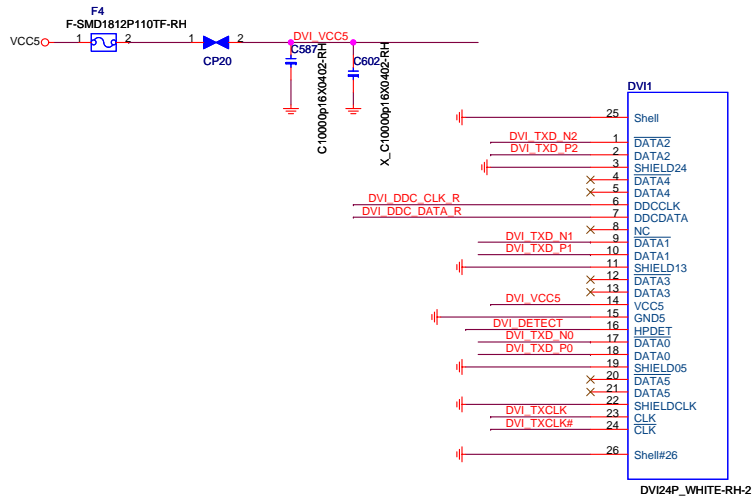 F4
F-SMD1812P110TF-RH
VCC5
1
2
1
2
CP20
DVI_VCC5
C587
C10000p16X0402-RH
C602
X_C10000p16X0402-RH
DVI1
25 Shell
DVI_TXD_N2 1 DATA2
DVI_TXD_P2 2 DATA2
3 SHIELD24
4 DATA4
5 DATA4
DVI_DDC_CLK_R 6 DDCCLK
DVI_DDC_DATA_R 7 DDCDATA
8 NC
DVI_TXD_N1 9 DATA1
DVI_TXD_P1 10 DATA1
11 SHIELD13
12 DATA3
13 DATA3
DVI_VCC5 14 VCC5
15 GND5
DVI_DETECT 16 HPDET
DVI_TXD_N0 17 DATA0
DVI_TXD_P0 18 DATA0
19 SHIELD05
20 DATA5
21 DATA5
22 SHIELDCLK
DVI_TXCLK 23 CLK
DVI_TXCLK# 24 CLK
26 Shell#26
DVI24P_WHITE-RH-2